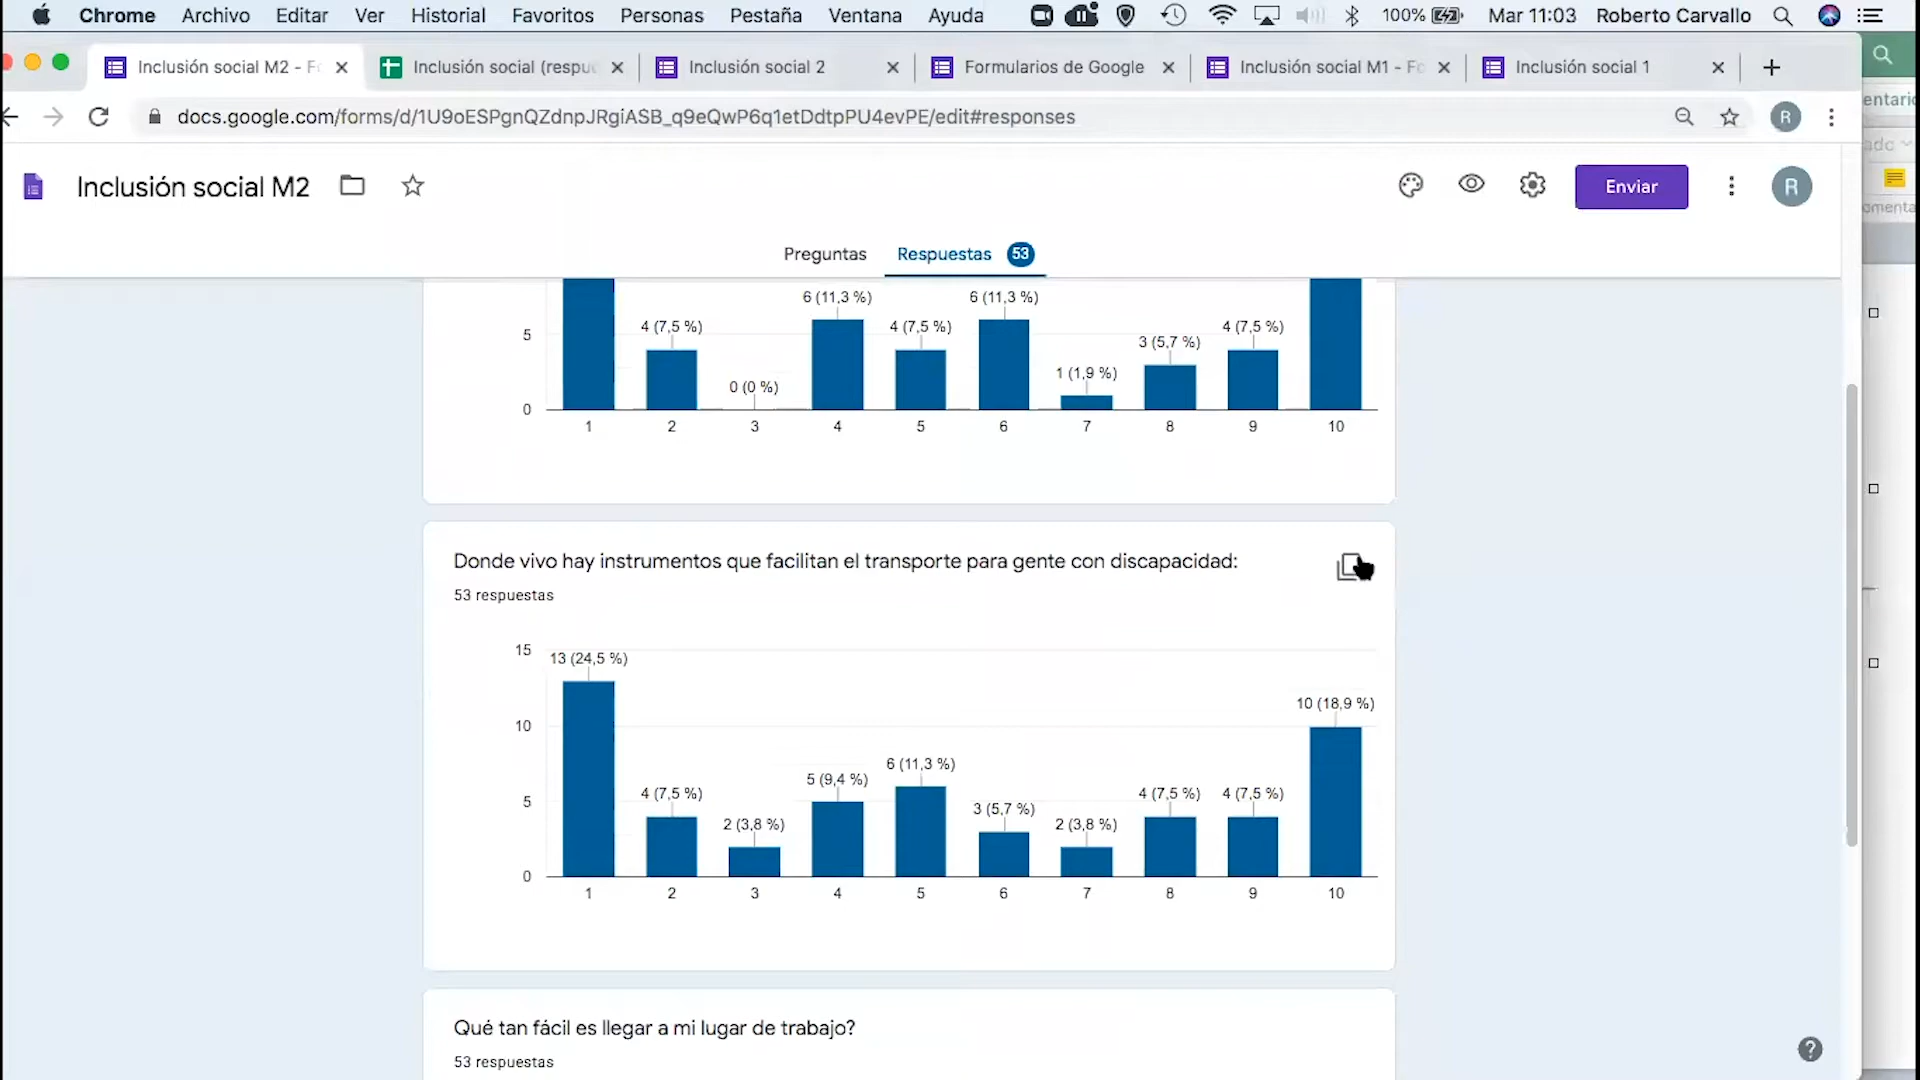 Chrome Archivo Editar Ver Historial Favoritos Personas Pestaña Ventana Ayuda 100% Mar 11:03 Roberto Carvallo
Inclusión social M2 - Fo Inclusión social (respue Inclusión social 2 Formularios de Google Inclusión social M1 - Fo Inclusión social 1
docs.google.com/forms/d/1U9oESPgnQZdnpJRgiASB_q9eQwP6q1etDdtpPU4evPE/edit#responses R
Inclusión social M2 Enviar R
Preguntas Respuestas 53
6 (11,3 %) 6 (11,3 %)
5 4 (7,5 %) 4 (7,5 %) 4 (7,5 %)
3 (5,7 %)
0 (0 %) 1 (1,9 %)
0
1 2 3 4 5 6 7 8 9 10
Donde vivo hay instrumentos que facilitan el transporte para gente con discapacidad:
53 respuestas
15
13 (24,5 %)
10 (18,9 %)
10
6 (11,3 %)
5 (9,4 %)
5 4 (7,5 %) 4 (7,5 %) 4 (7,5 %)
3 (5,7 %)
2 (3,8 %) 2 (3,8 %)
0
1 2 3 4 5 6 7 8 9 10
Qué tan fácil es llegar a mi lugar de trabajo?
53 respuestas
?